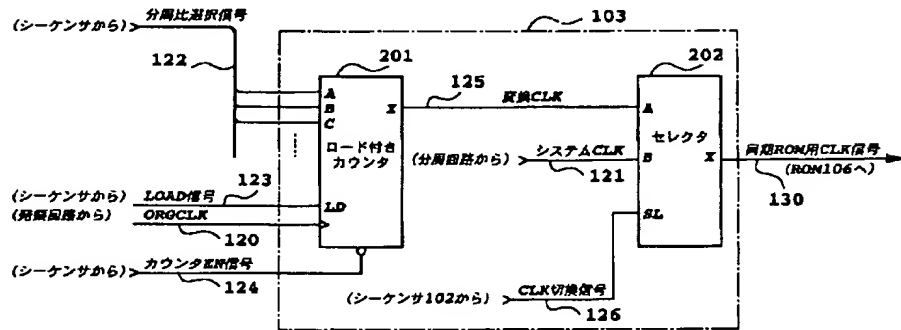 (シーケンサから) 分周比選択信号
122
103
201
202
A
B
C
X
ロード付き
カウンタ
125
変換CLK
A
セレクタ
(分周回路から) システムCLK
121
B
X
同期ROM用CLK信号
(ROM106へ)
130
(シーケンサから) LOAD信号 123
LD
(発振回路から) ORGCLK
120
SL
(シーケンサから) カウンタEN信号
124
(シーケンサ102から) CLK切換信号
126